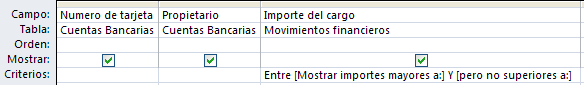 Campo: Numero de tarjeta Propietario Importe del cargo
Tabla: Cuentas Bancarias Cuentas Bancarias Movimientos financieros
Orden:
Mostrar:
Criterios: Entre [Mostrar importes mayores a:] Y [pero no superiores a:]